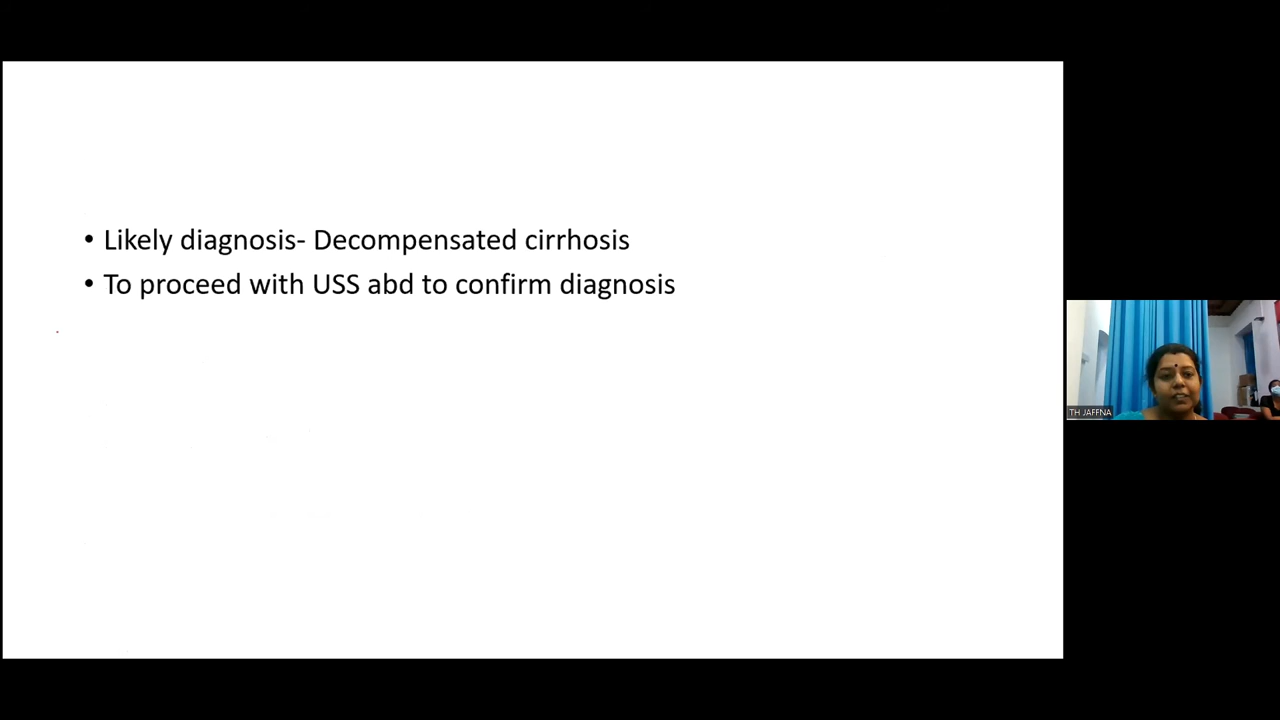 • Likely diagnosis- Decompensated cirrhosis
• To proceed with USS abd to confirm diagnosis
TH JAFFNA